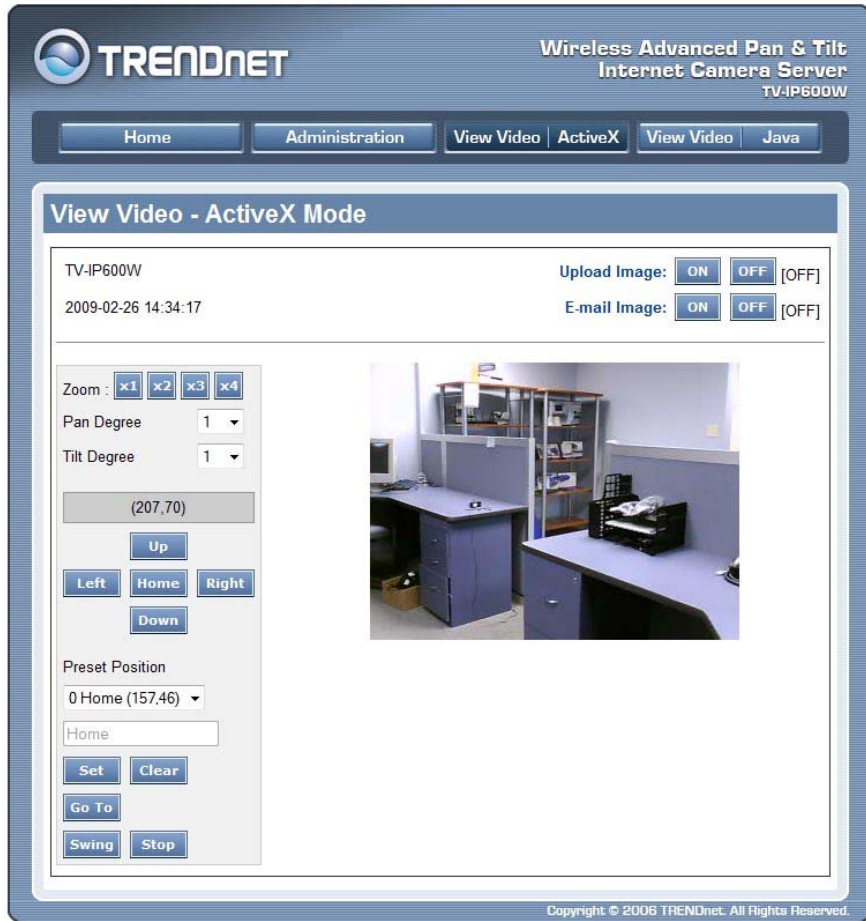 TRENDnet
Wireless Advanced Pan & Tilt
Internet Camera Server
TV-IP600W
Home
Administration
View Video | ActiveX
View Video | Java
View Video - ActiveX Mode
TV-IP600W
Upload Image: ON OFF [OFF]
2009-02-26 14:34:17
E-mail Image: ON OFF [OFF]
Zoom : x1 x2 x3 x4
Pan Degree 1
Tilt Degree 1
(207,70)
Up
Left Home Right
Down
Preset Position
0 Home (157,46)
Home
Set Clear
Go To
Swing Stop
Copyright © 2006 TRENDnet. All Rights Reserved.